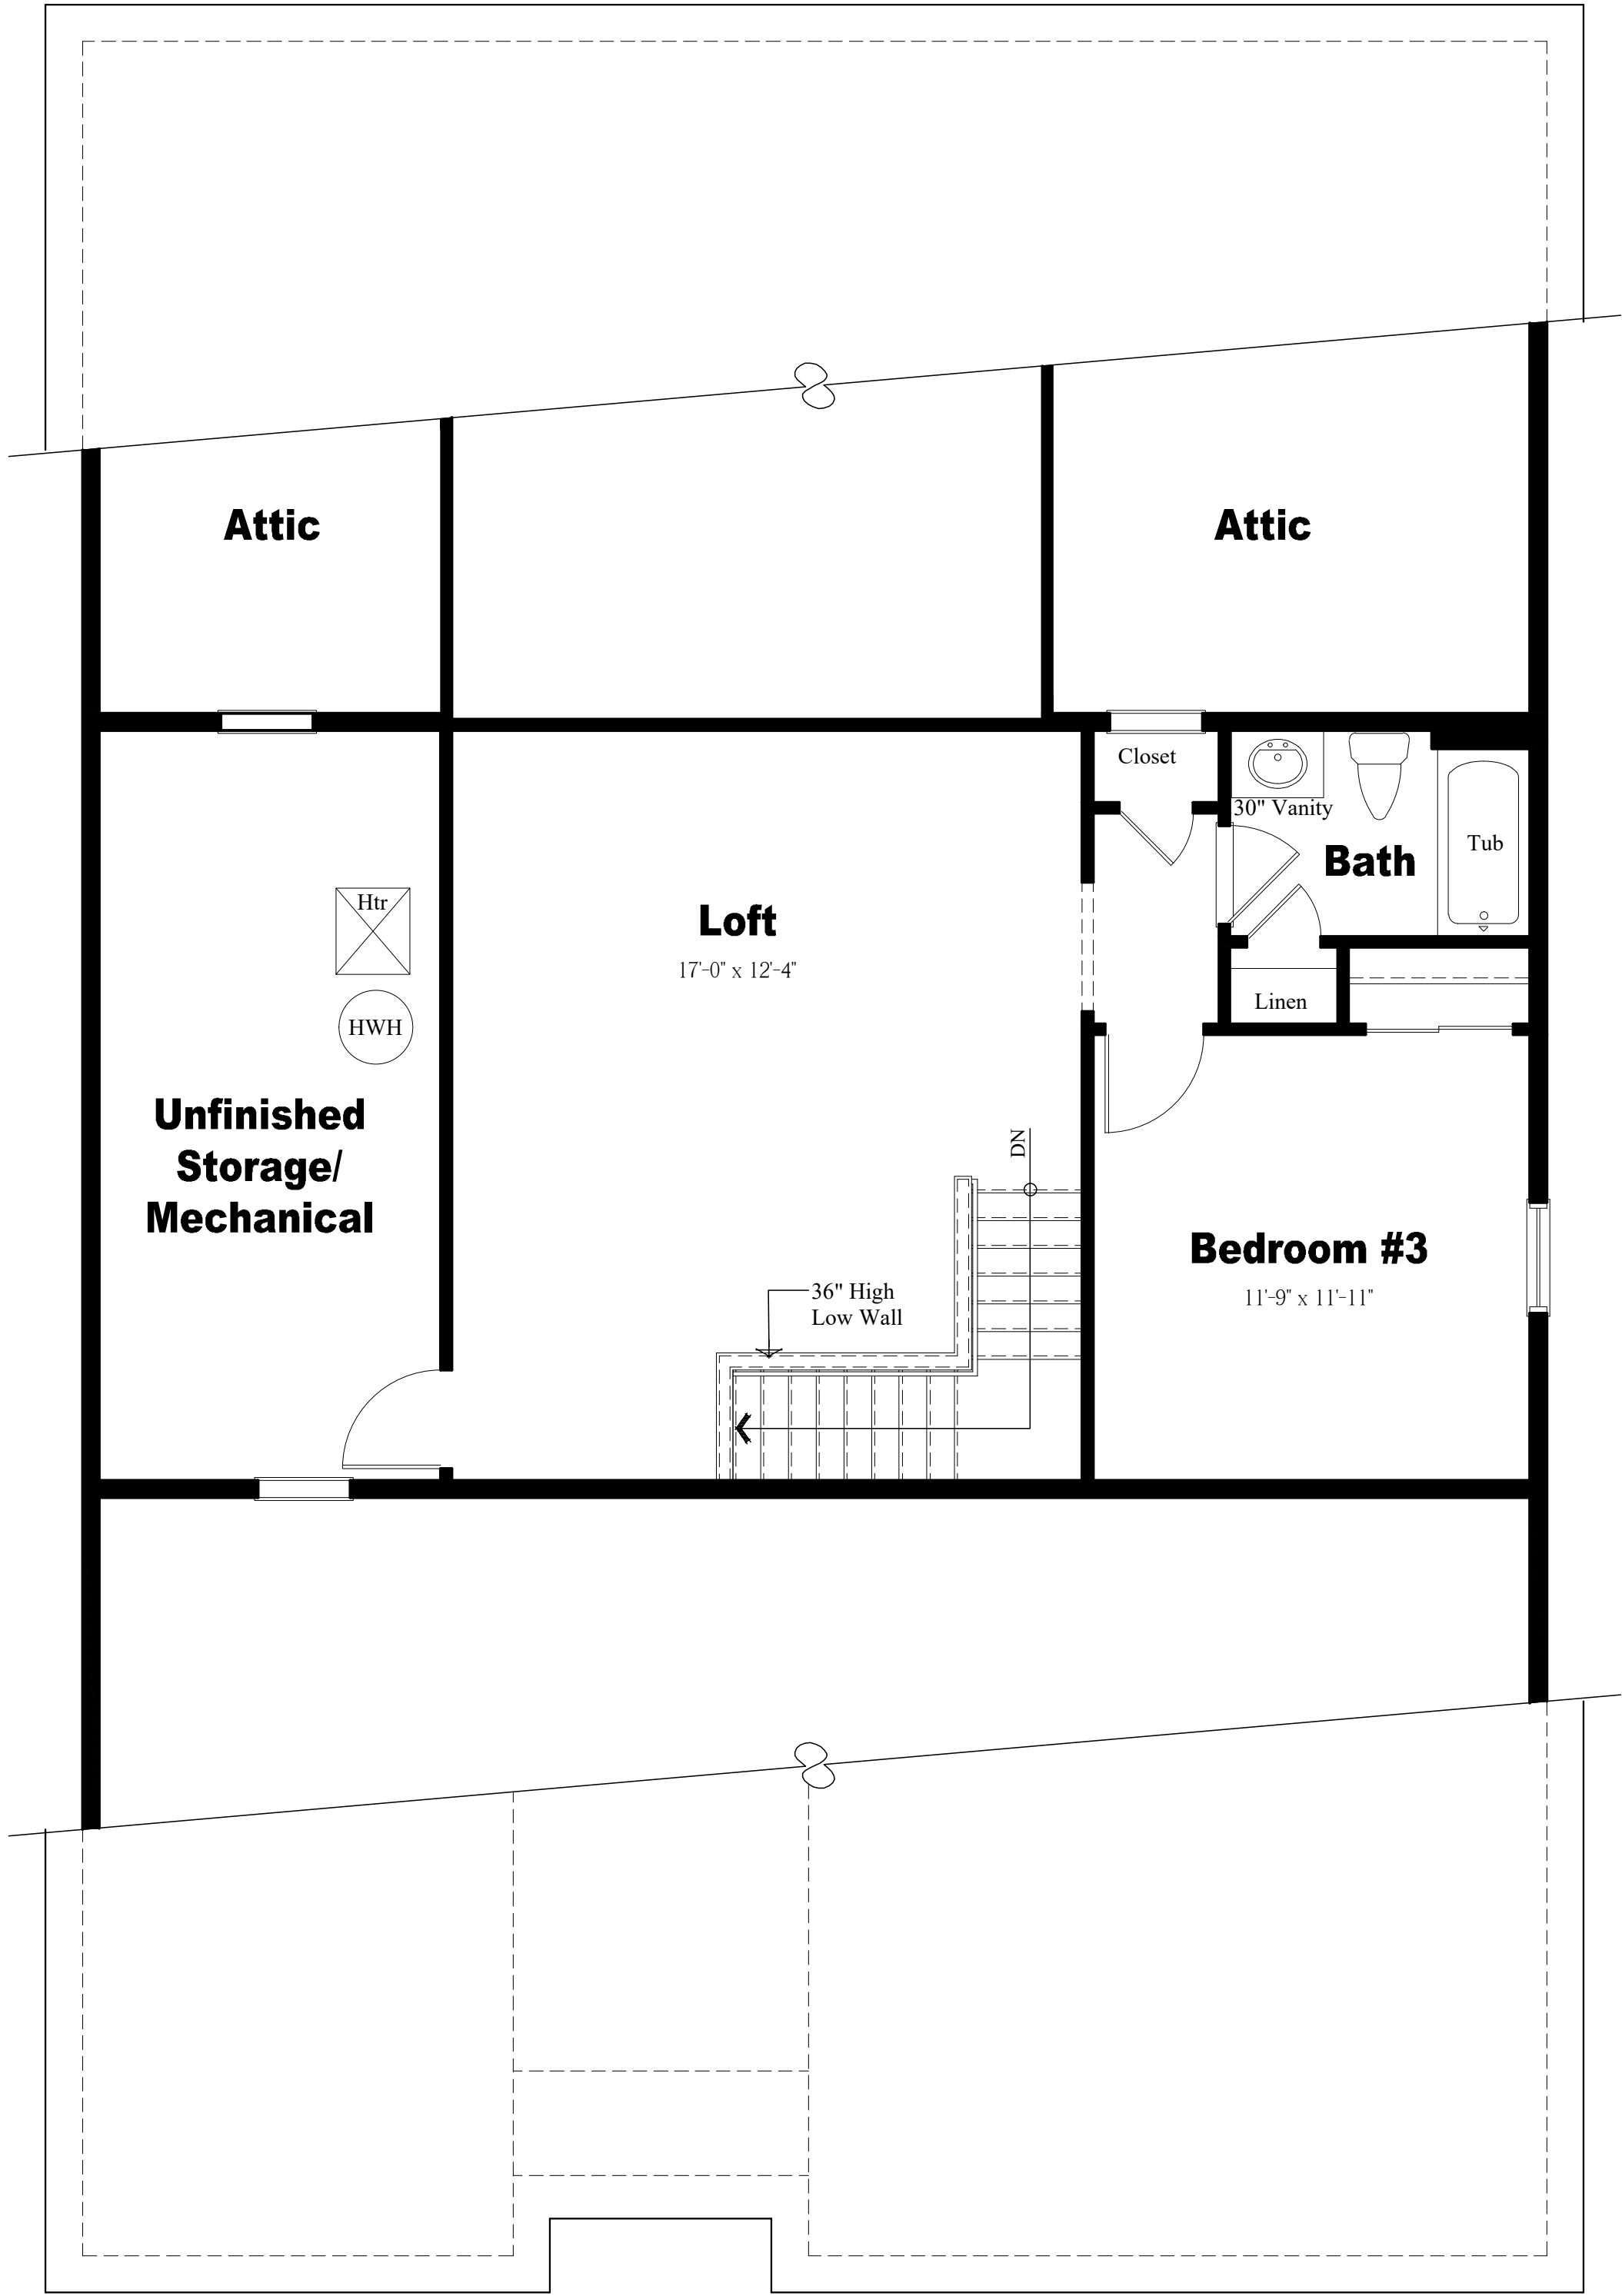 Attic
Attic
Closet
30" Vanity
Bath
Tub
Htr
Loft
17'-0" x 12'-4"
HWH
Linen
Unfinished
Storage/
Mechanical
DN
Bedroom #3
11'-9" x 11'-11"
36" High
Low Wall